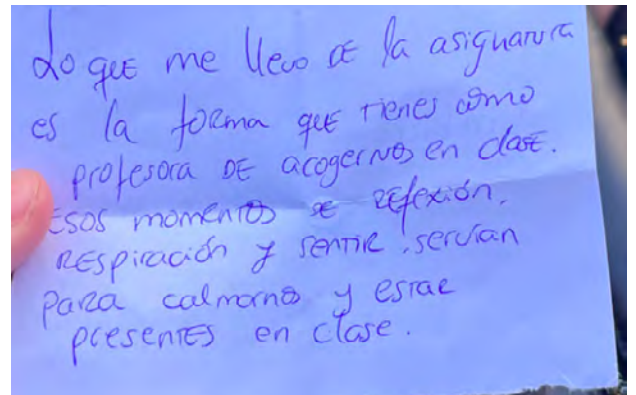 Lo que me llevo de la asignatura
es la forma que tienes como
profesora de acogernos en clase.
Esos momentos de refexión,
respiración y sentir, servían
para calmarnos y estar
presentes en clase.